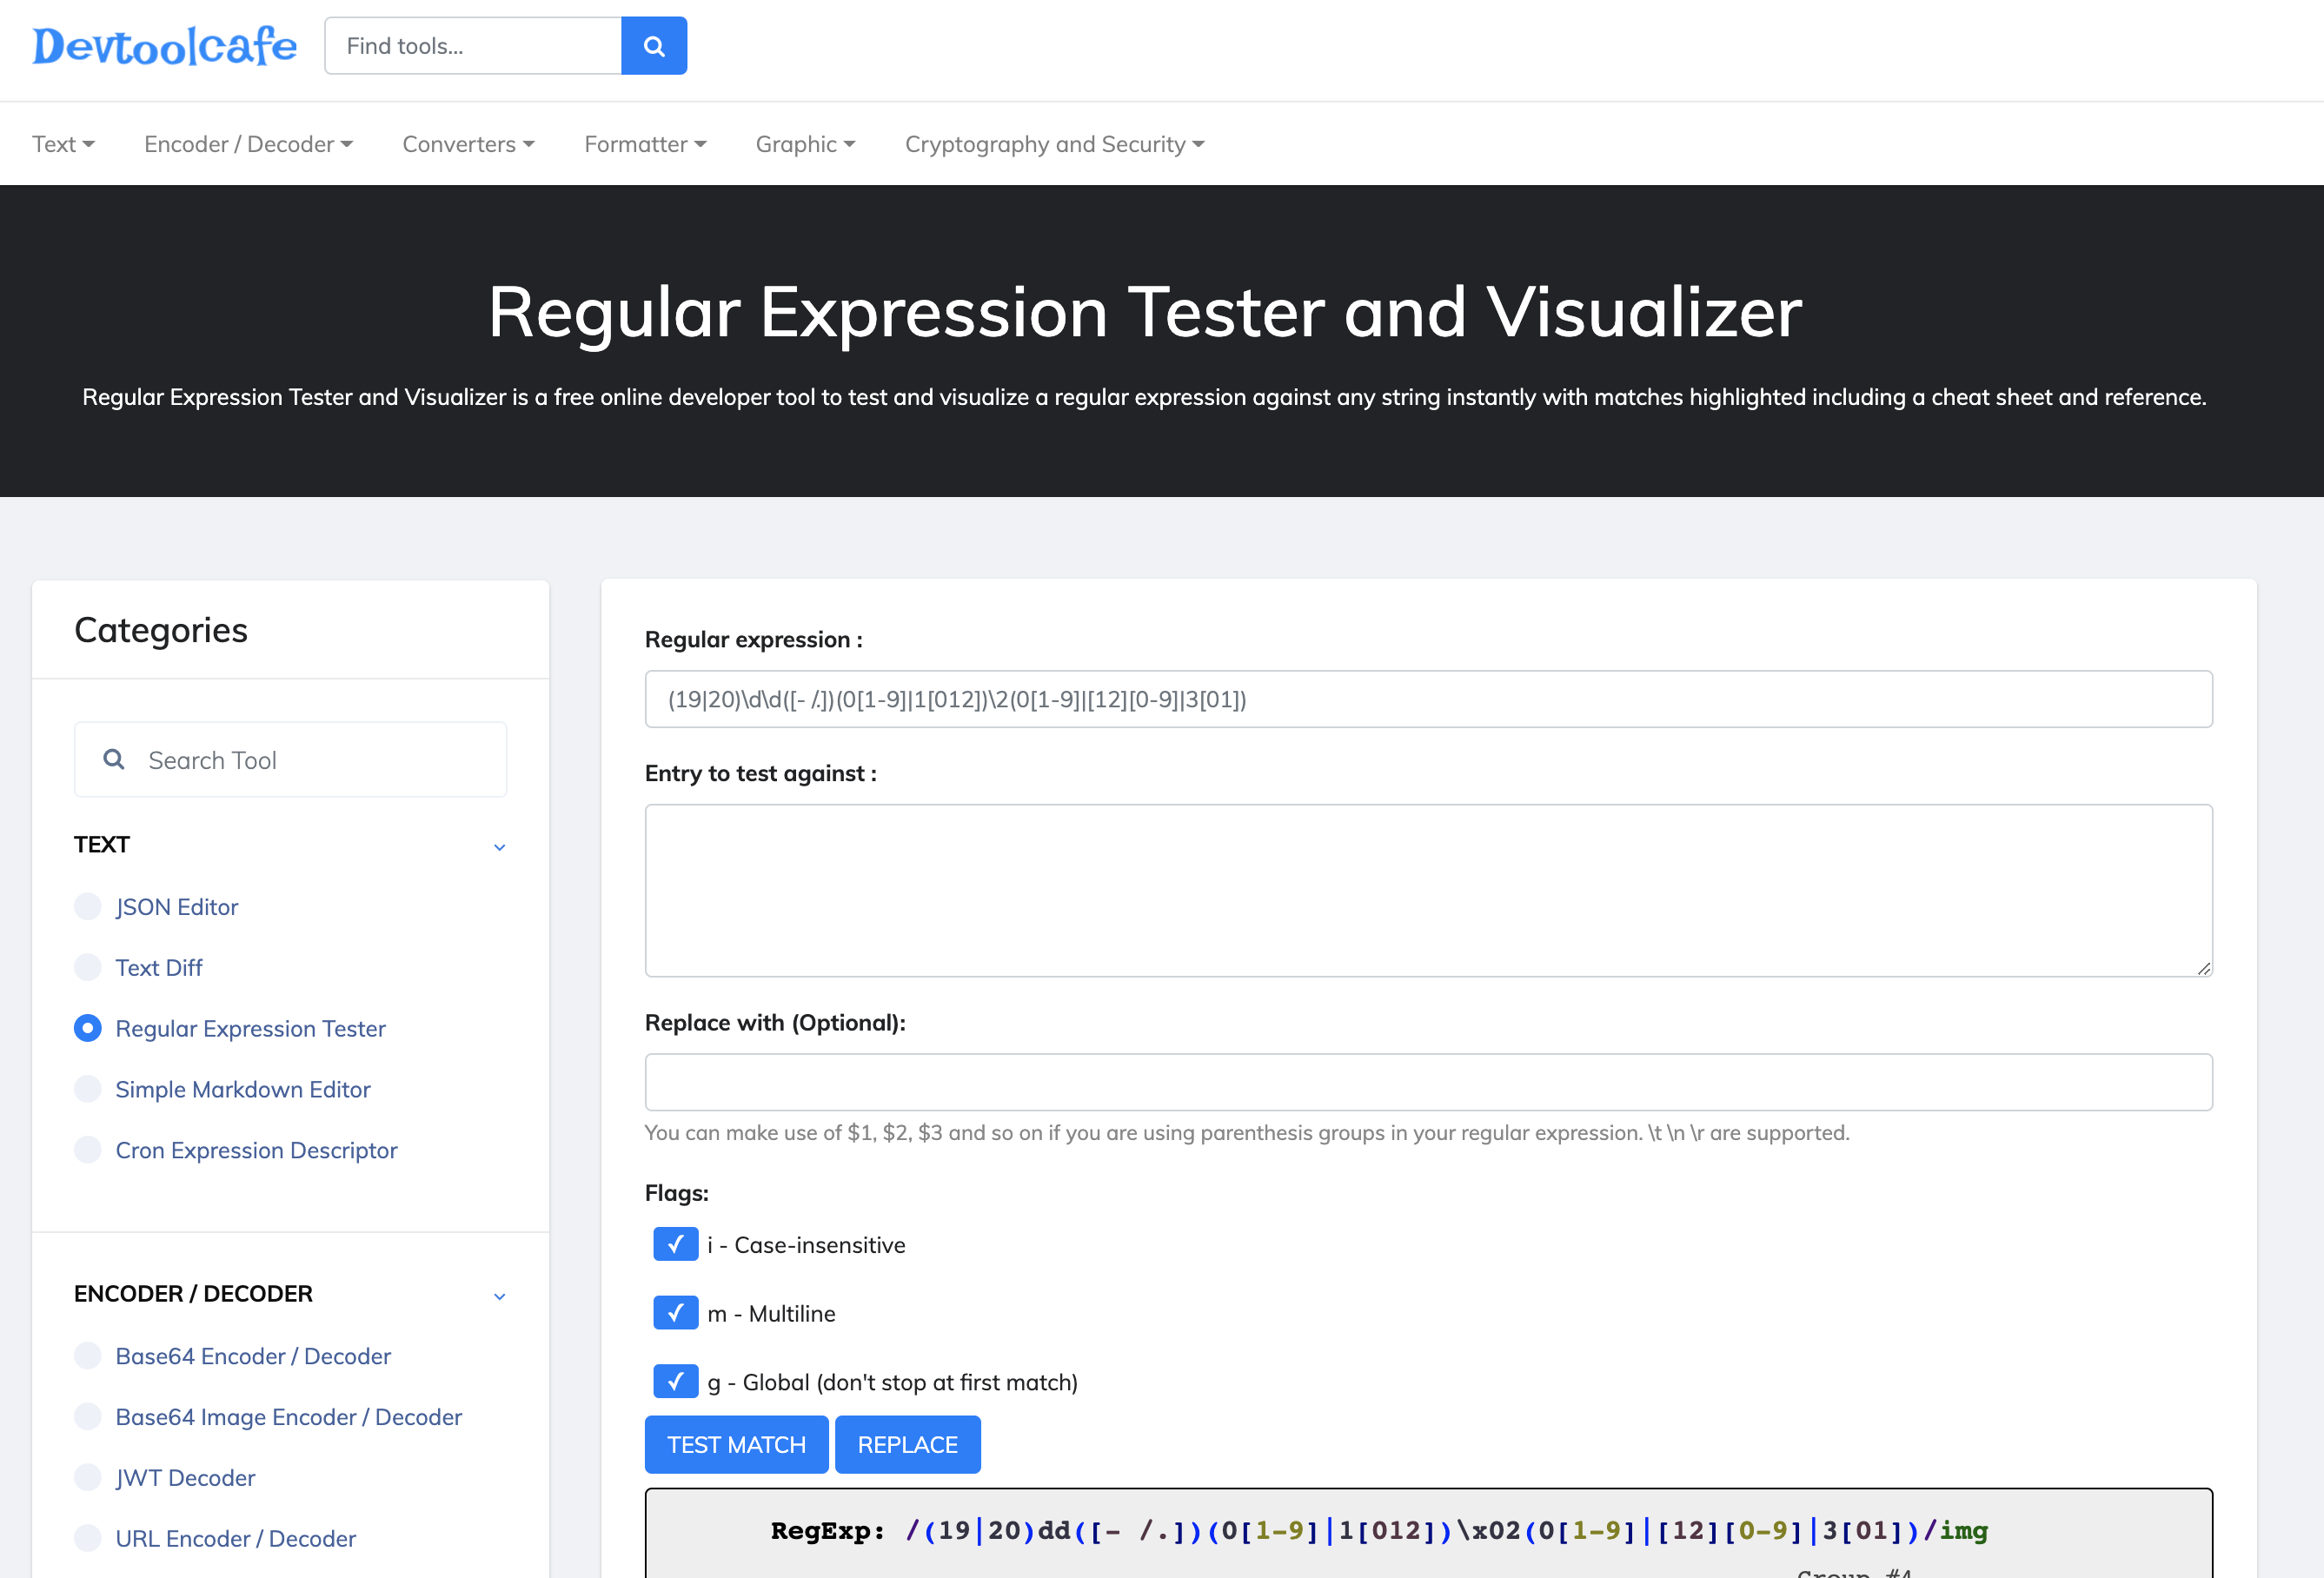 Devtoolcafe
Find tools...
Text
Encoder / Decoder
Converters
Formatter
Graphic
Cryptography and Security
Regular Expression Tester and Visualizer
Regular Expression Tester and Visualizer is a free online developer tool to test and visualize a regular expression against any string instantly with matches highlighted including a cheat sheet and reference.
Categories
Search Tool
TEXT
JSON Editor
Text Diff
Regular Expression Tester
Simple Markdown Editor
Cron Expression Descriptor
ENCODER / DECODER
Base64 Encoder / Decoder
Base64 Image Encoder / Decoder
JWT Decoder
URL Encoder / Decoder
Regular expression :
(19|20)\d\d([- /.])(0[1-9]|1[012])\2(0[1-9]|[12][0-9]|3[01])
Entry to test against :
Replace with (Optional):
You can make use of $1, $2, $3 and so on if you are using parenthesis groups in your regular expression. \t \n \r are supported.
Flags:
i - Case-insensitive
m - Multiline
g - Global (don't stop at first match)
TEST MATCH
REPLACE
RegExp: /(19|20)dd([- /.])(0[1-9]|1[012])\x02(0[1-9]|[12][0-9]|3[01])/img
Group #4